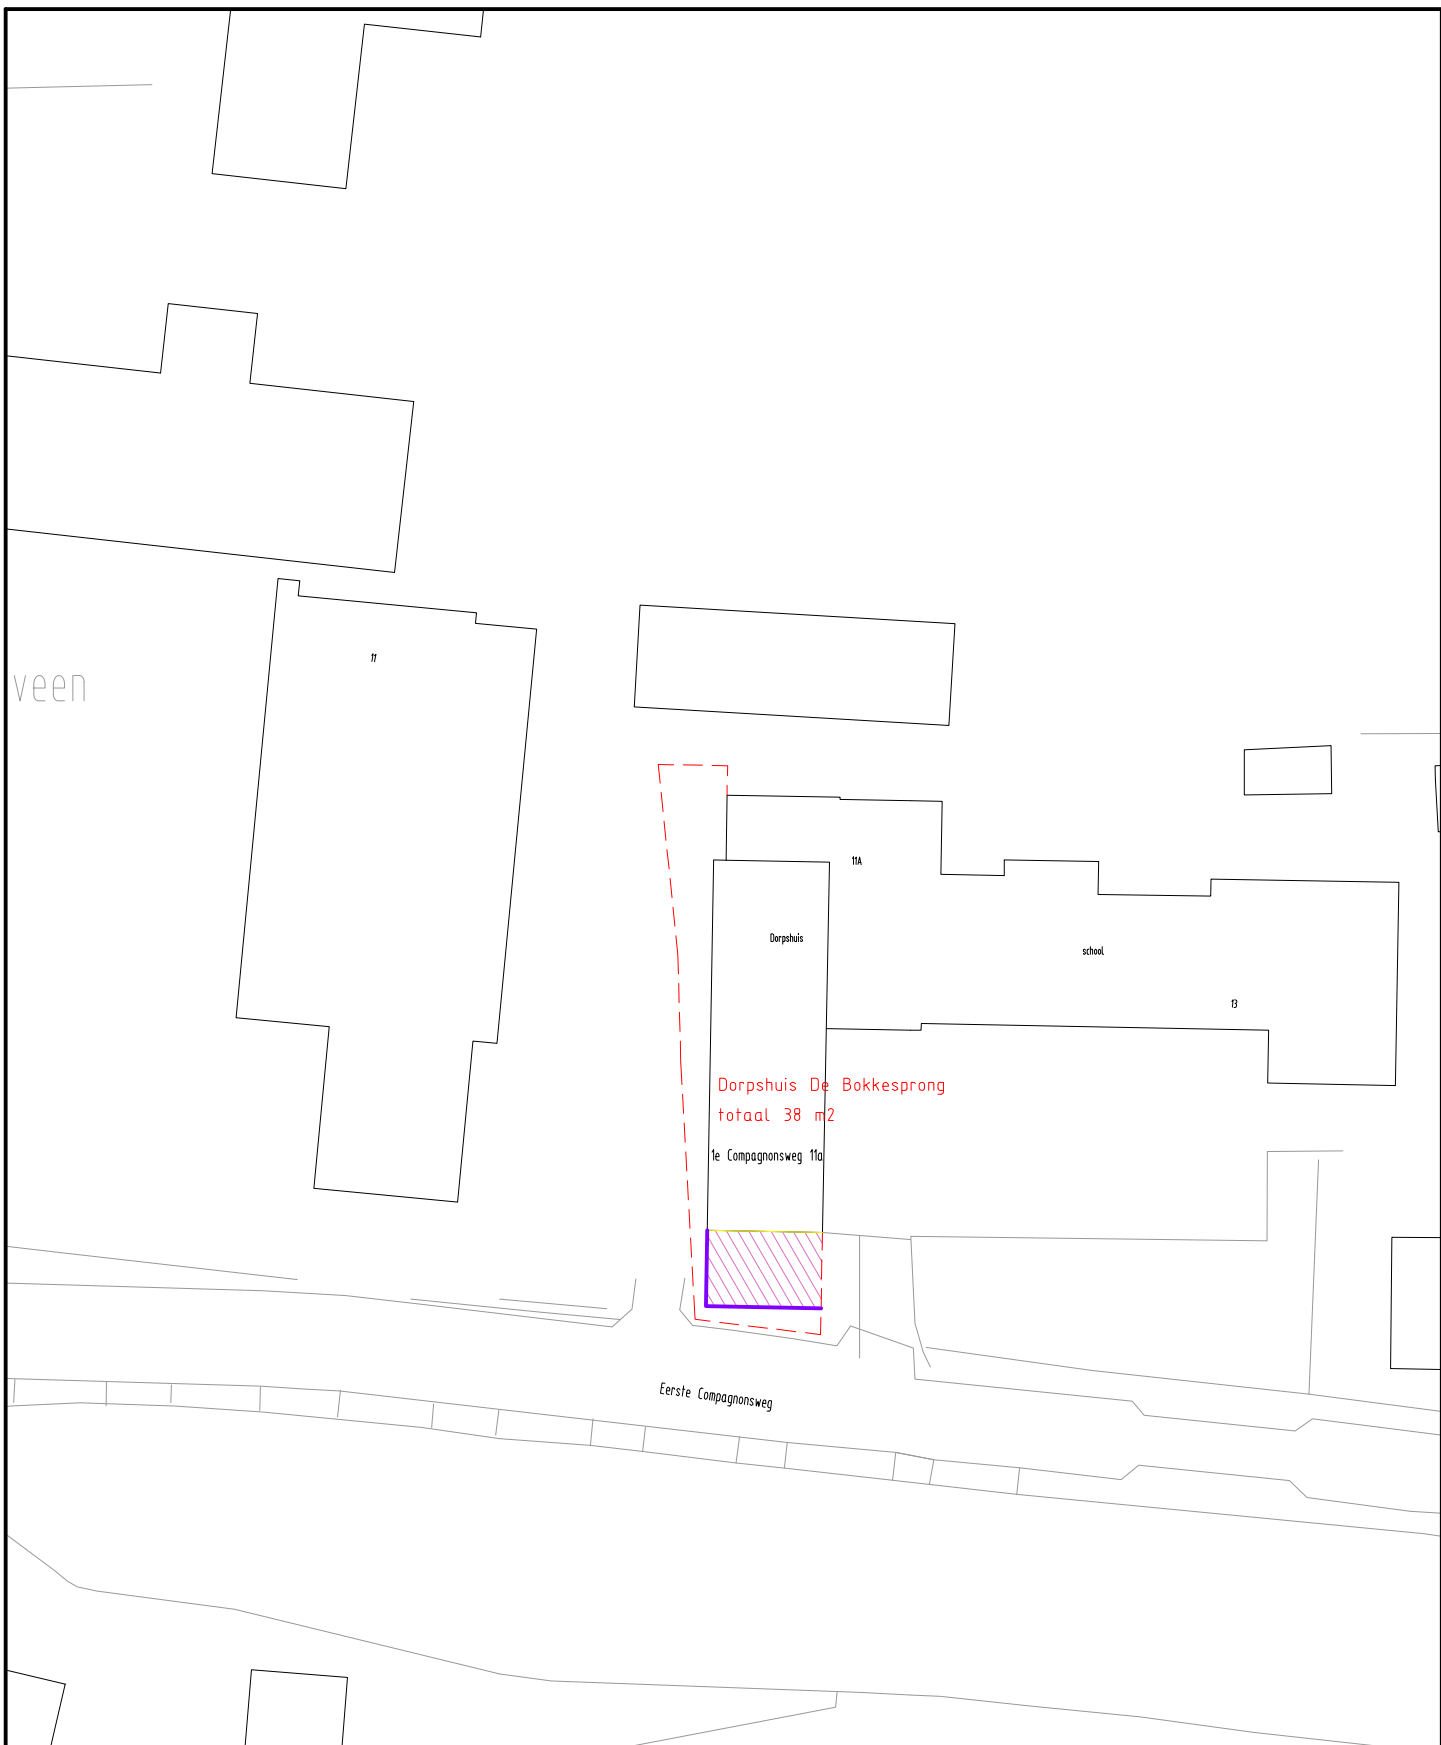 11
veen
11A
Dorpshuis
school
13
Dorpshuis De Bokkesprong
totaal 38 m2
1e Compagnonsweg 11a
Eerste Compagnonsweg